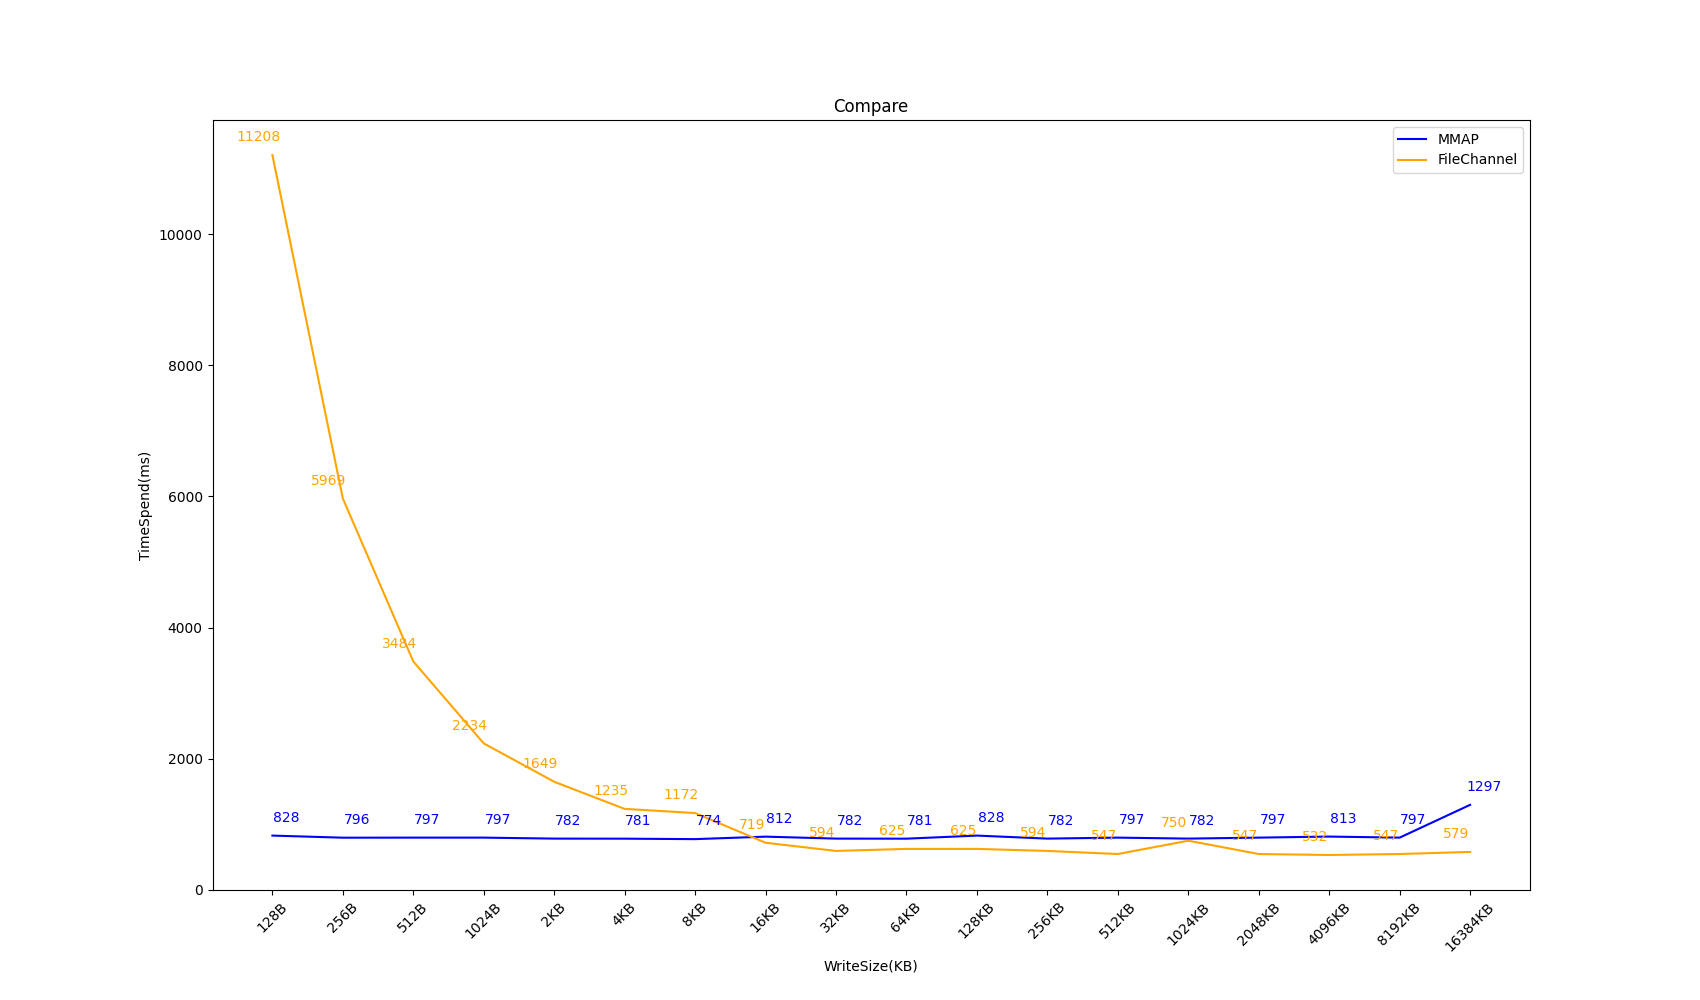 Compare
MMAP
FileChannel
TimeSpend(ms)
10000
8000
6000
4000
2000
0
11208
5969
3484
2234
1649
1235
1172
719
594
625
625
594
547
750
547
532
547
579
828
796
797
797
782
781
774
812
782
781
828
782
797
782
797
813
797
1297
128B
256B
512B
1024B
2KB
4KB
8KB
16KB
32KB
64KB
128KB
256KB
512KB
1024KB
2048KB
4096KB
8192KB
16384KB
WriteSize(KB)